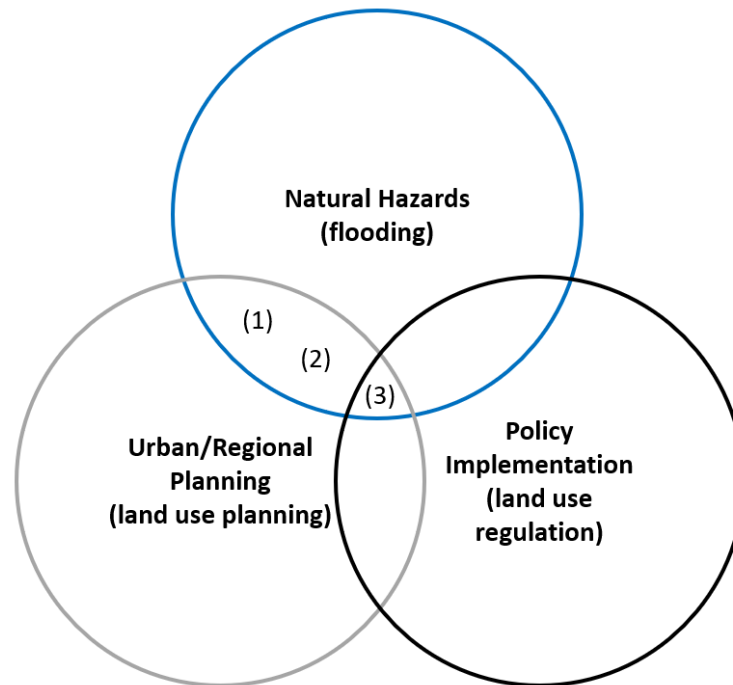 Natural Hazards
(flooding)
(1)
(2)
(3)
Urban/Regional
Planning
(land use planning)
Policy
Implementation
(land use
regulation)